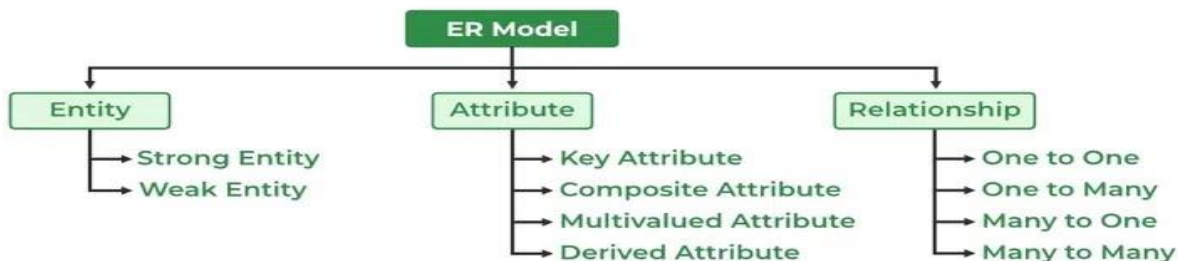 ER Model
Entity
Strong Entity
Weak Entity
Attribute
Key Attribute
Composite Attribute
Multivalued Attribute
Derived Attribute
Relationship
One to One
One to Many
Many to One
Many to Many